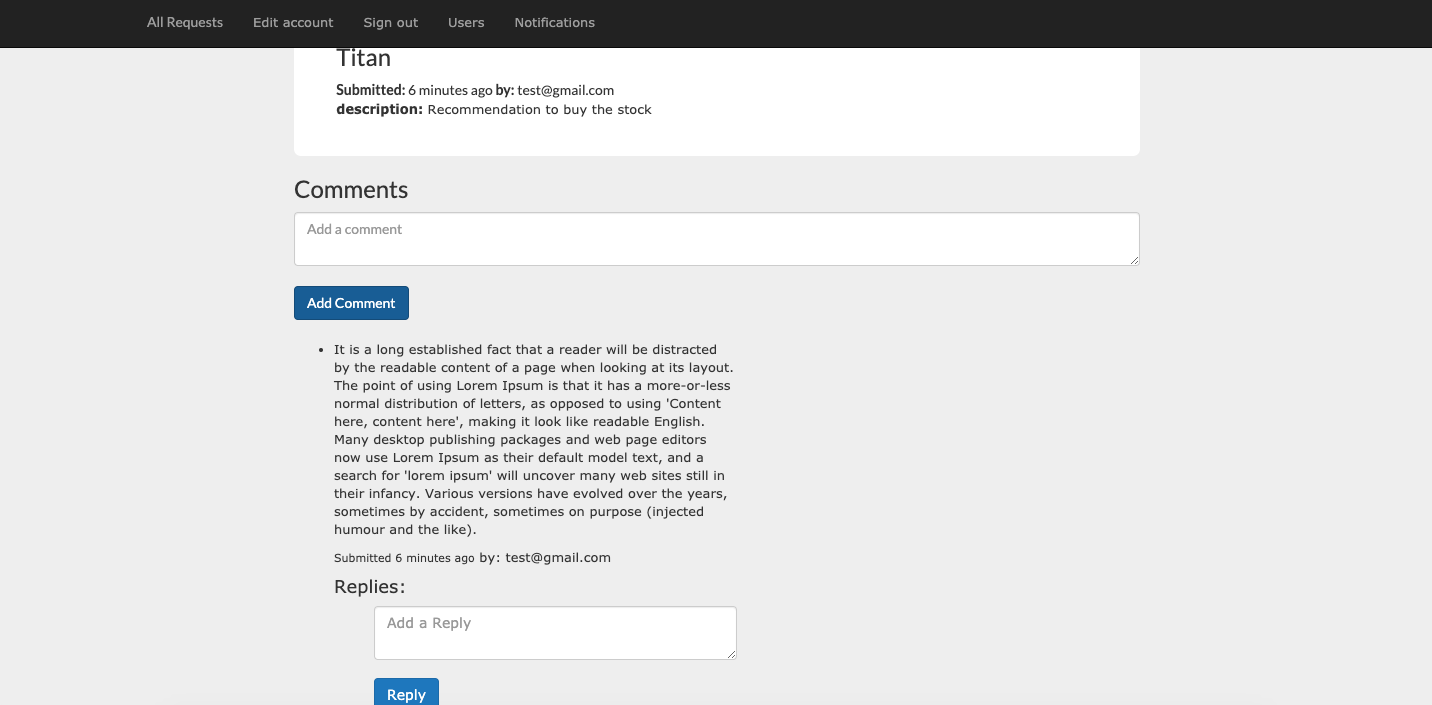 All Requests Edit account Sign out Users Notifications
Titan
Submitted: 6 minutes ago by: test@gmail.com
description: Recommendation to buy the stock
Comments
Add a comment
Add Comment
It is a long established fact that a reader will be distracted
by the readable content of a page when looking at its layout.
The point of using Lorem Ipsum is that it has a more-or-less
normal distribution of letters, as opposed to using 'Content
here, content here', making it look like readable English.
Many desktop publishing packages and web page editors
now use Lorem Ipsum as their default model text, and a
search for 'lorem ipsum' will uncover many web sites still in
their infancy. Various versions have evolved over the years,
sometimes by accident, sometimes on purpose (injected
humour and the like).
Submitted 6 minutes ago by: test@gmail.com
Replies:
Add a Reply
Reply